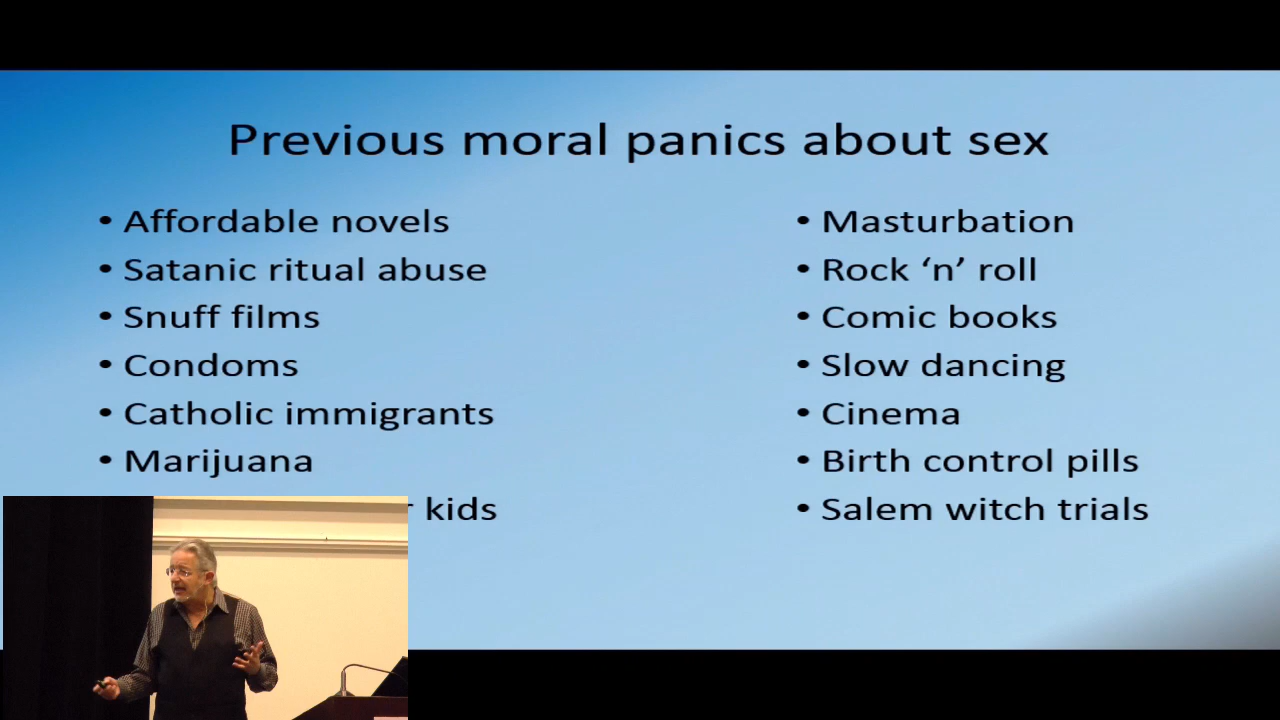 Previous moral panics about sex
• Affordable novels
• Satanic ritual abuse
• Snuff films
• Condoms
• Catholic immigrants
• Marijuana
kids
• Masturbation
• Rock ‘n’ roll
• Comic books
• Slow dancing
• Cinema
• Birth control pills
• Salem witch trials